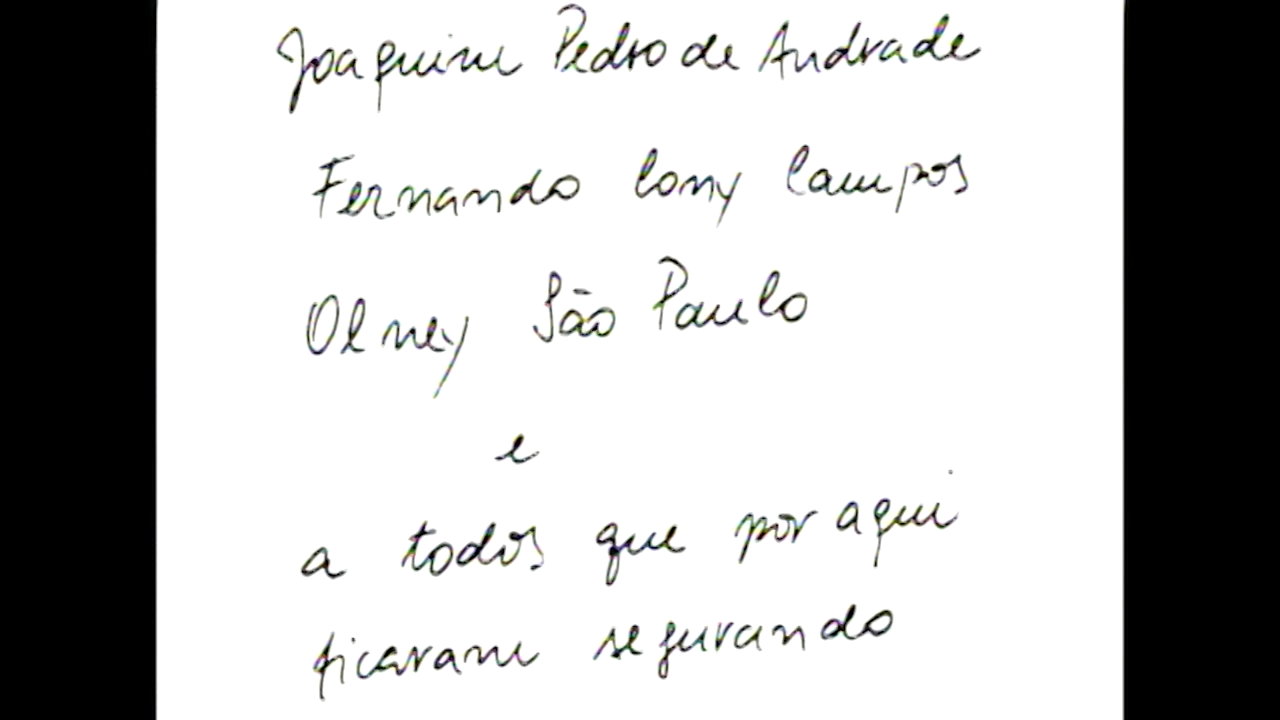 Joaquim Pedro de Andrade
Fernando Cony Campos
Olney São Paulo
e
a todos que por aqui
ficaram segurando